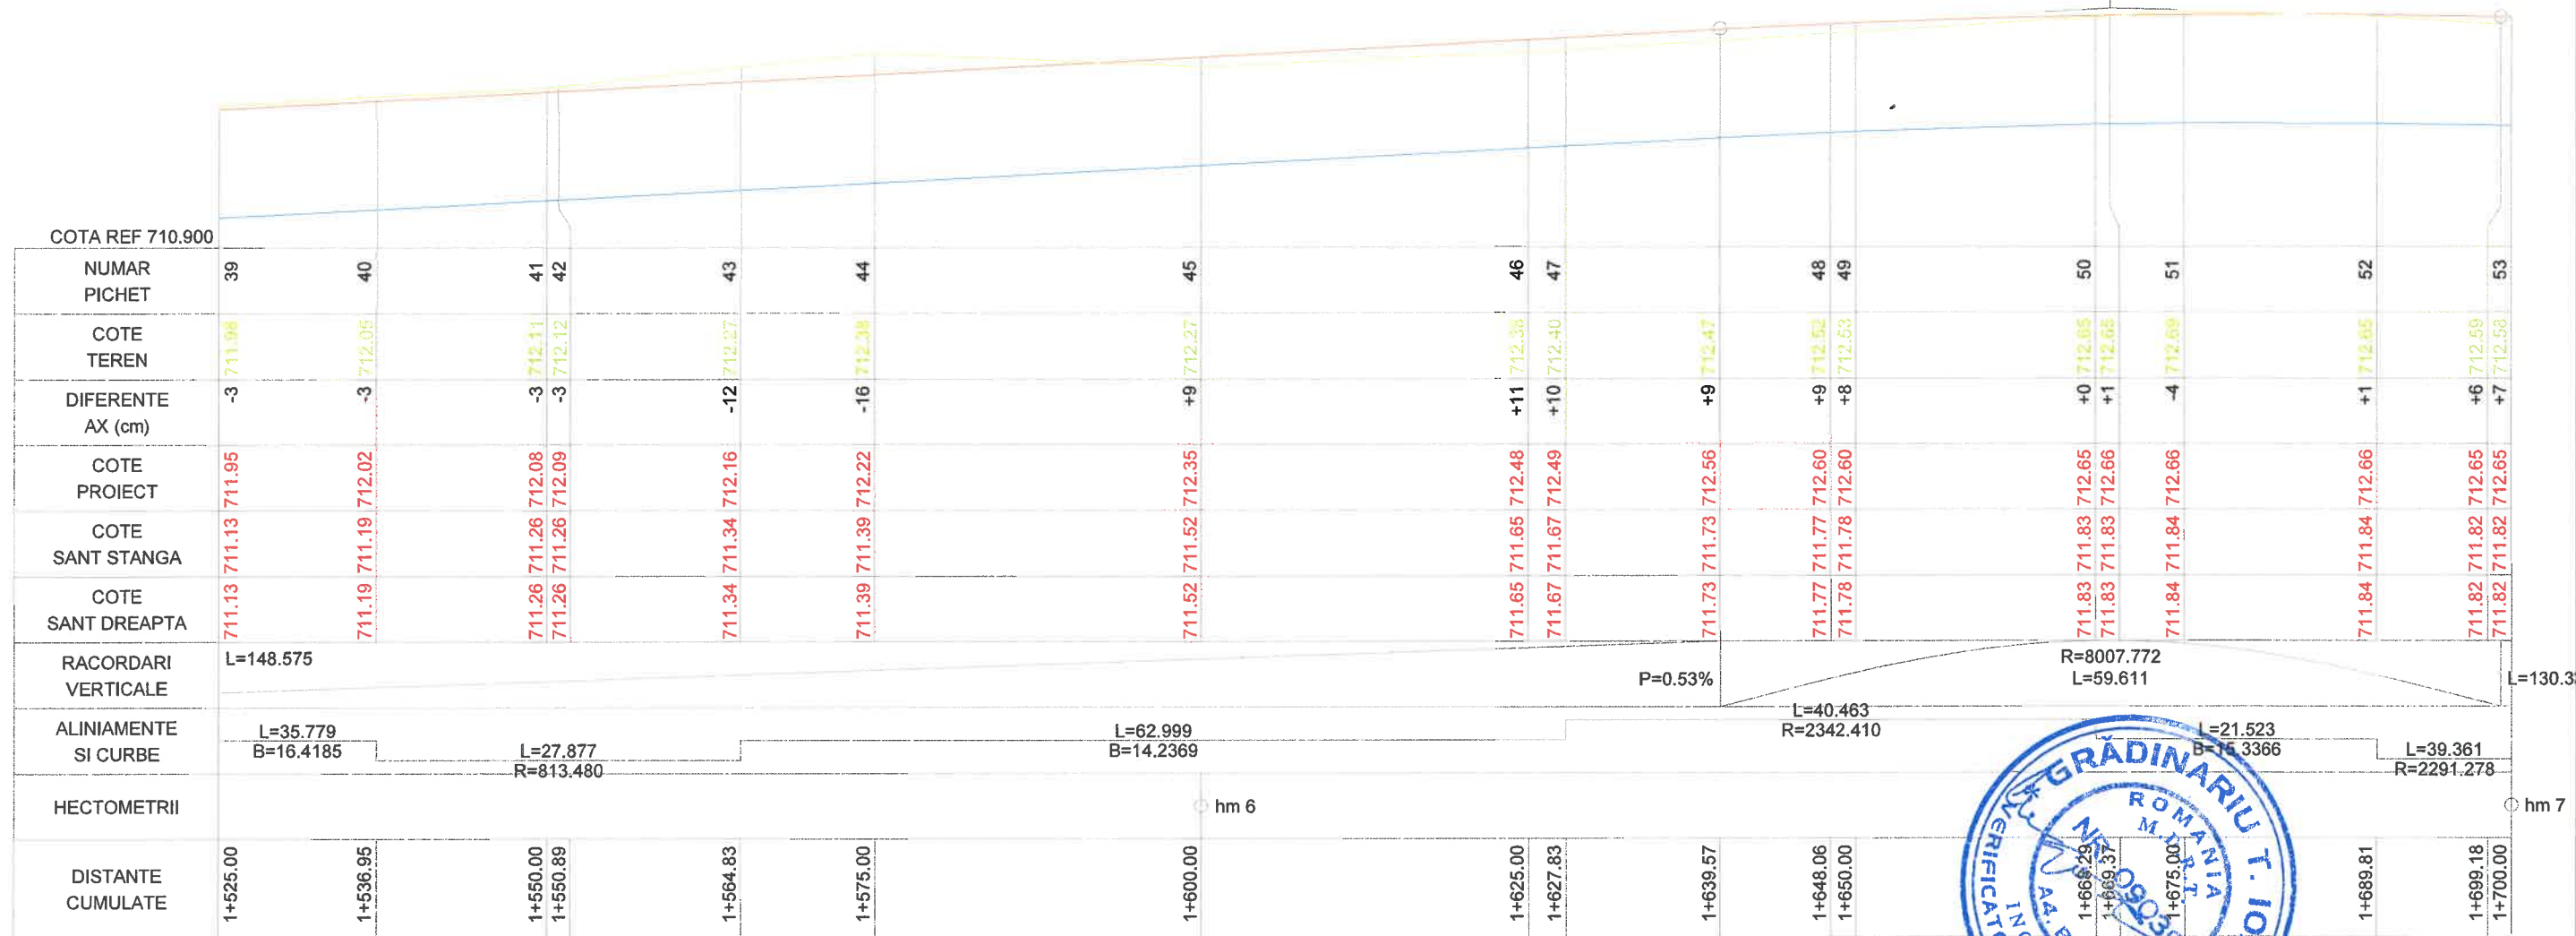 COTA REF 710.900
NUMAR
PICHET
39 40 41 42 43 44 45 46 47 48 49 50 51 52 53
COTE
TEREN
711.98 712.05 712.11 712.12 712.27 712.38 712.27 712.38 712.40 712.47 712.52 712.53 712.65 712.65 712.69 712.65 712.59 712.58
DIFERENTE
AX (cm)
-3 -3 -3 -3 -12 -16 +9 +11 +10 +9 +9 +8 +0 +1 -4 +1 +6 +7
COTE
PROIECT
711.95 712.02 712.08 712.09 712.16 712.22 712.35 712.48 712.49 712.56 712.60 712.60 712.65 712.66 712.66 712.66 712.65 712.65
COTE
SANT STANGA
711.13 711.19 711.26 711.26 711.34 711.39 711.52 711.65 711.67 711.73 711.77 711.78 711.83 711.83 711.84 711.84 711.82 711.82
COTE
SANT DREAPTA
711.13 711.19 711.26 711.26 711.34 711.39 711.52 711.65 711.67 711.73 711.77 711.78 711.83 711.83 711.84 711.84 711.82 711.82
RACORDARI
VERTICALE
L=148.575
P=0.53%
R=8007.772
L=59.611
L=130.3
ALINIAMENTE
SI CURBE
L=35.779
B=16.4185
L=27.877
R=813.480
L=62.999
B=14.2369
L=40.463
R=2342.410
L=21.523
B=15.3366
L=39.361
R=2291.278
HECTOMETRII
hm 6
hm 7
DISTANTE
CUMULATE
1+525.00 1+536.95 1+550.00 1+550.89 1+564.83 1+575.00 1+600.00 1+625.00 1+627.83 1+639.57 1+648.06 1+650.00 1+669.37 1+675.00 1+689.81 1+699.18 1+700.00
GRĂDINARIU T.
ROMANIA
M.D.R.T.
NR.